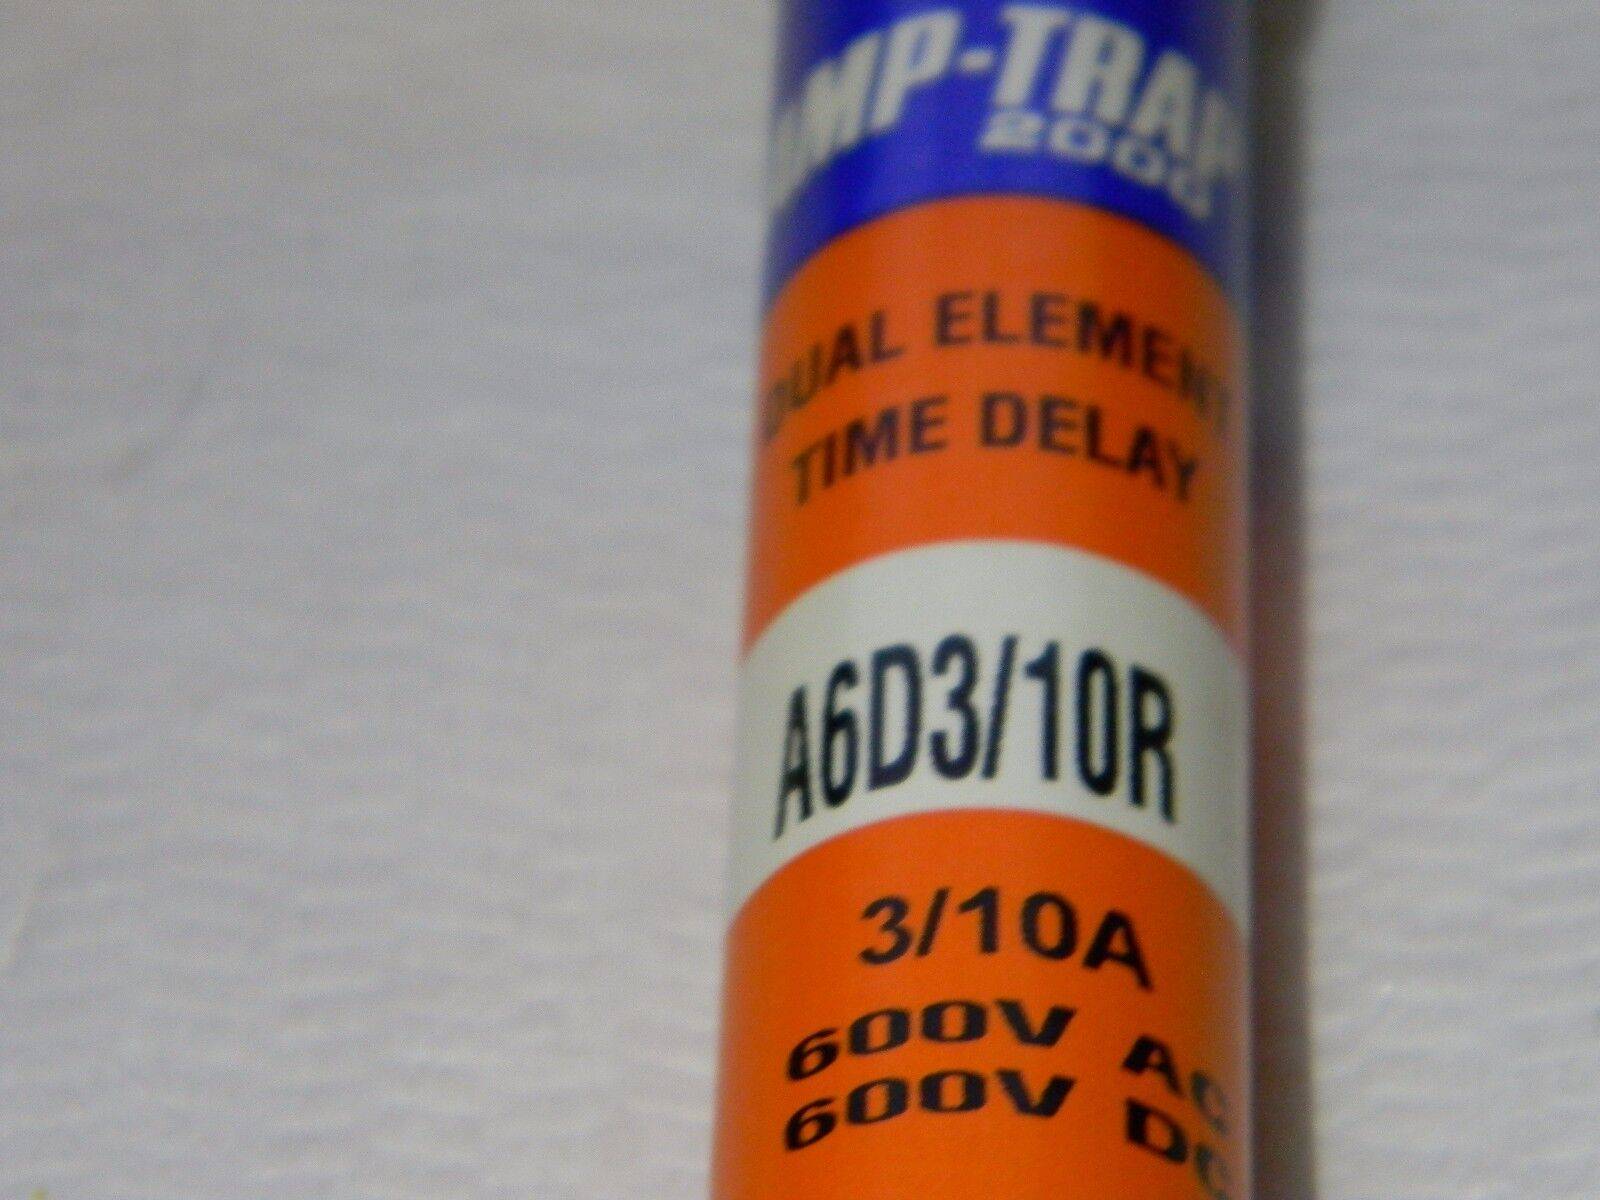 AMP-TRAP
2000
DUAL ELEMENT
TIME DELAY
A6D3/10R
3/10A
600V AC
600V DC